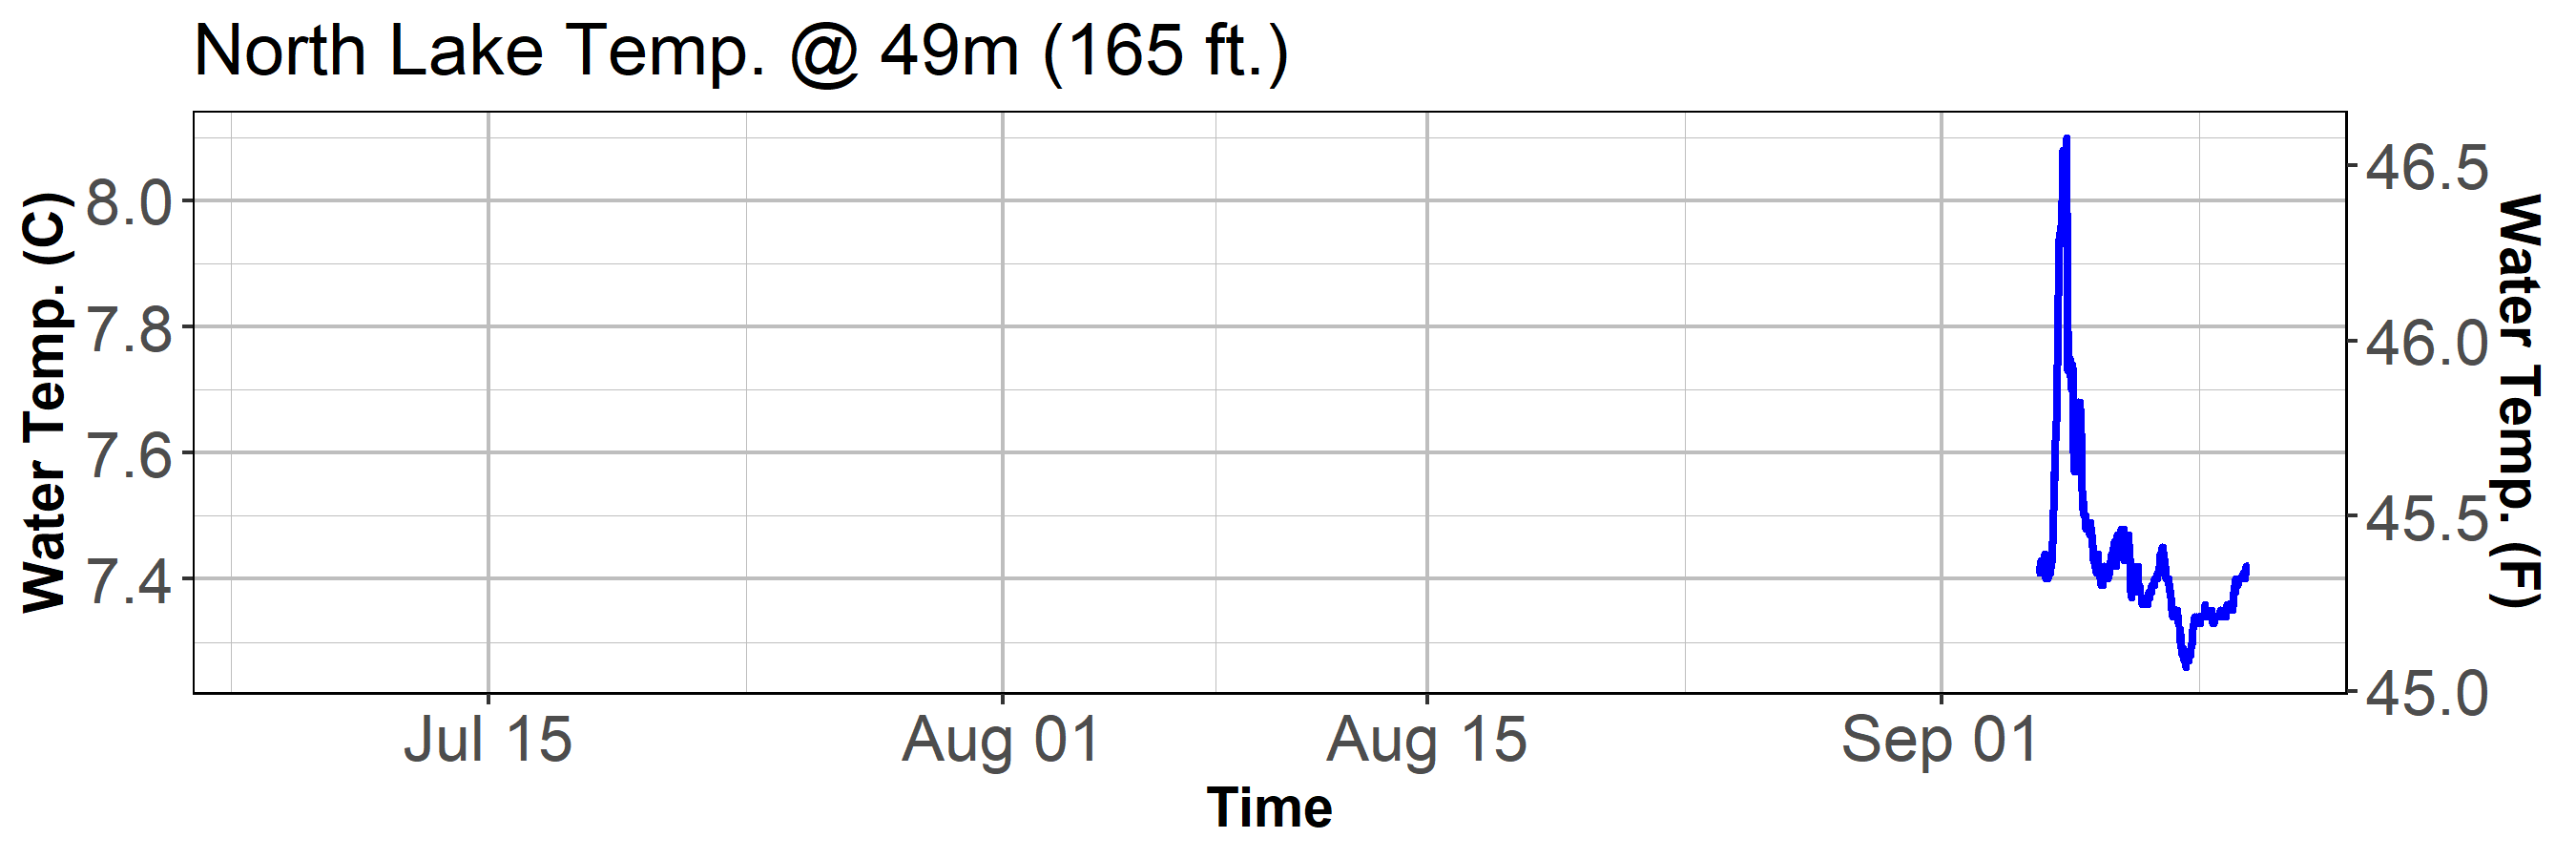 North Lake Temp. @ 49m (165 ft.)
Water Temp. (C)
8.0
7.8
7.6
7.4
46.5
46.0
45.5
45.0
Water Temp. (F)
Jul 15
Aug 01
Aug 15
Sep 01
Time